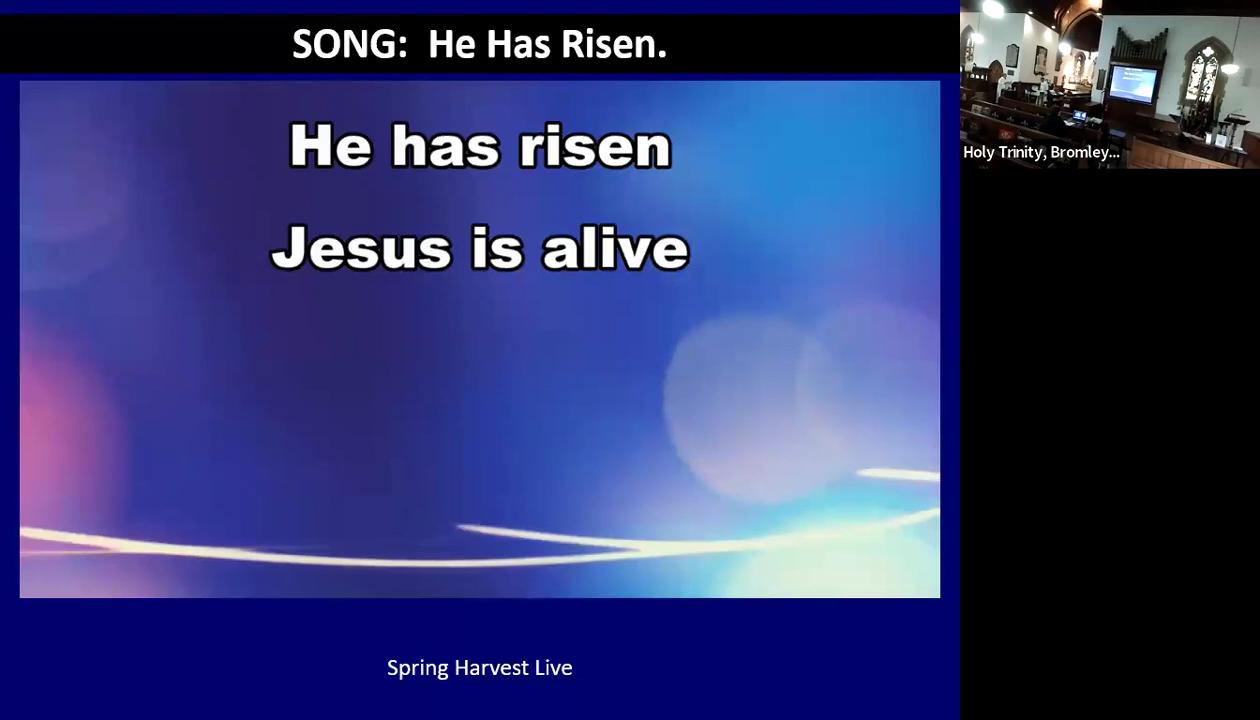 SONG:  He Has Risen.
He has risen
Jesus is alive
Spring Harvest Live
Holy Trinity, Bromley...